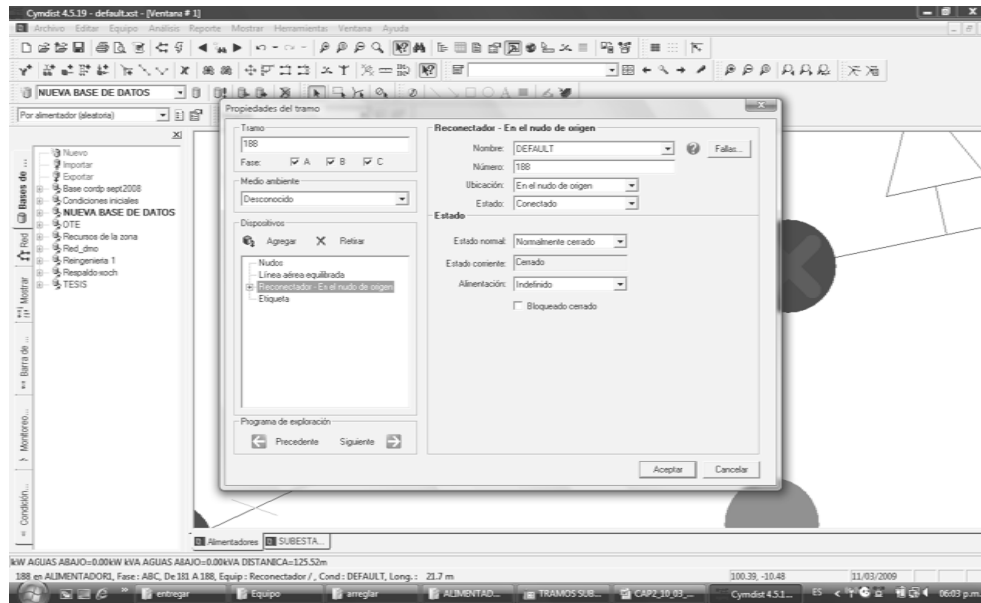 Cymdist 4.5.19 - default.xst - [Ventana # 1]
Archivo Editar Equipo Análisis Reporte Mostrar Herramientas Ventana Ayuda
NUEVA BASE DE DATOS
Por alimentador (aleatoria)
Nuevo
Importar
Exportar
Base cordp sept2008
Condiciones iniciales
NUEVA BASE DE DATOS
OTE
Recursos de la zona
Red_dmo
Reingenieria 1
Respaldo-xoch
TESIS
Bases de ...
Red
Mostrar
Barra de ...
Monitoreo...
Condición...
Propiedades del tramo
Tramo
188
Fase: A B C
Medio ambiente
Desconocido
Dispositivos
Agregar Retirar
Nudos
Línea aérea equilibrada
Reconectador - En el nudo de origen
Etiqueta
Programa de exploración
Precedente Siguiente
Reconectador - En el nudo de origen
Nombre: DEFAULT Fallas...
Número: 188
Ubicación: En el nudo de origen
Estado: Conectado
Estado
Estado normal: Normalmente cerrado
Estado corriente: Cerrado
Alimentación: Indefinido
Bloqueado cerrado
Aceptar Cancelar
Alimentadores SUBESTA...
kW AGUAS ABAJO=0.00kW kVA AGUAS ABAJO=0.00kVA DISTANICA=125.52m
188 en ALIMENTADOR1, Fase : ABC, De 181 A 188, Equip : Reconectador / , Cond : DEFAULT, Long. : 21.7 m 100.39, -10.48 11/03/2009
entregar Equipo arreglar ALIMENTAD... TRAMOS SUB... CAP2_10_03_... Cymdist 4.5.1... ES 06:03 p.m.